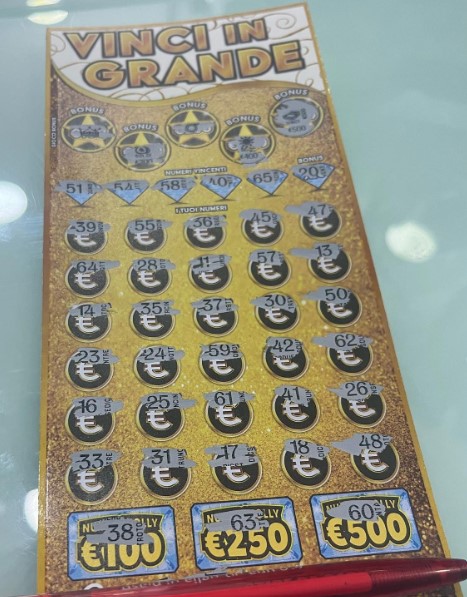 VINCI IN
GRANDE
BONUS BONUS BONUS BONUS BONUS
€500
NUMERI VINCENTI
BONUS
51 54 58 40 65 20
I TUOI NUMERI
39 55 36 45 47
€ € € € €
64 28 11 57 13
€ € € € €
14 35 37 30 50
€ € € € €
23 24 59 42 62
€ € € € €
16 25 61 41 26
€ € € € €
33 31 17 18 48
€ € € € €
38 63 60
€100 €250 €500